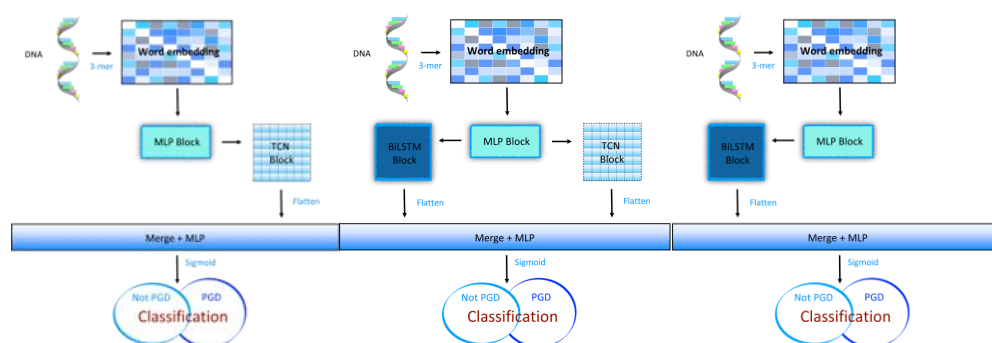 DNA
3-mer
Word embedding
MLP Block
TCN
Block
Flatten
Merge + MLP
Sigmoid
Not PGD
PGD
Classification
DNA
3-mer
Word embedding
BiLSTM
Block
MLP Block
TCN
Block
Flatten
Flatten
Merge + MLP
Sigmoid
Not PGD
PGD
Classification
DNA
3-mer
Word embedding
BiLSTM
Block
MLP Block
Flatten
Merge + MLP
Sigmoid
Not PGD
PGD
Classification